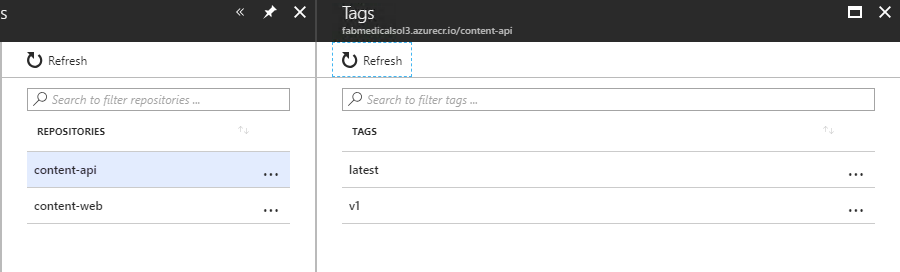 s
Refresh
Search to filter repositories ...
REPOSITORIES
content-api
content-web
Tags
fabmedicalsol3.azurecr.io/content-api
Refresh
Search to filter tags ...
TAGS
latest
v1